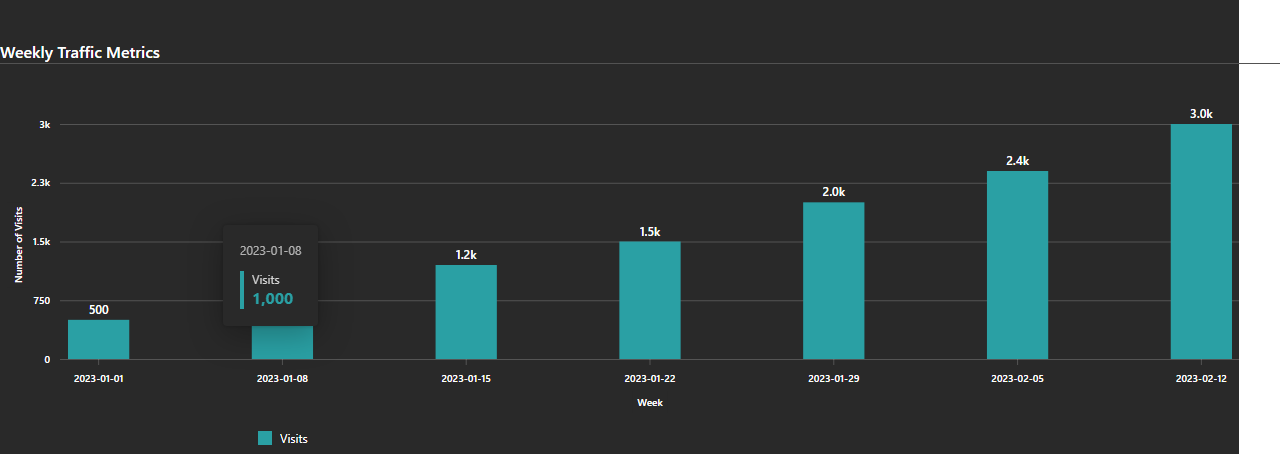 Weekly Traffic Metrics
3.0k
3k
2.4k
2.3k
2.0k
Number of Visits
1.5k
1.5k
2023-01-08
1.2k
Visits
1,000
750
500
0
2023-01-01
2023-01-08
2023-01-15
2023-01-22
2023-01-29
2023-02-05
2023-02-12
Week
Visits